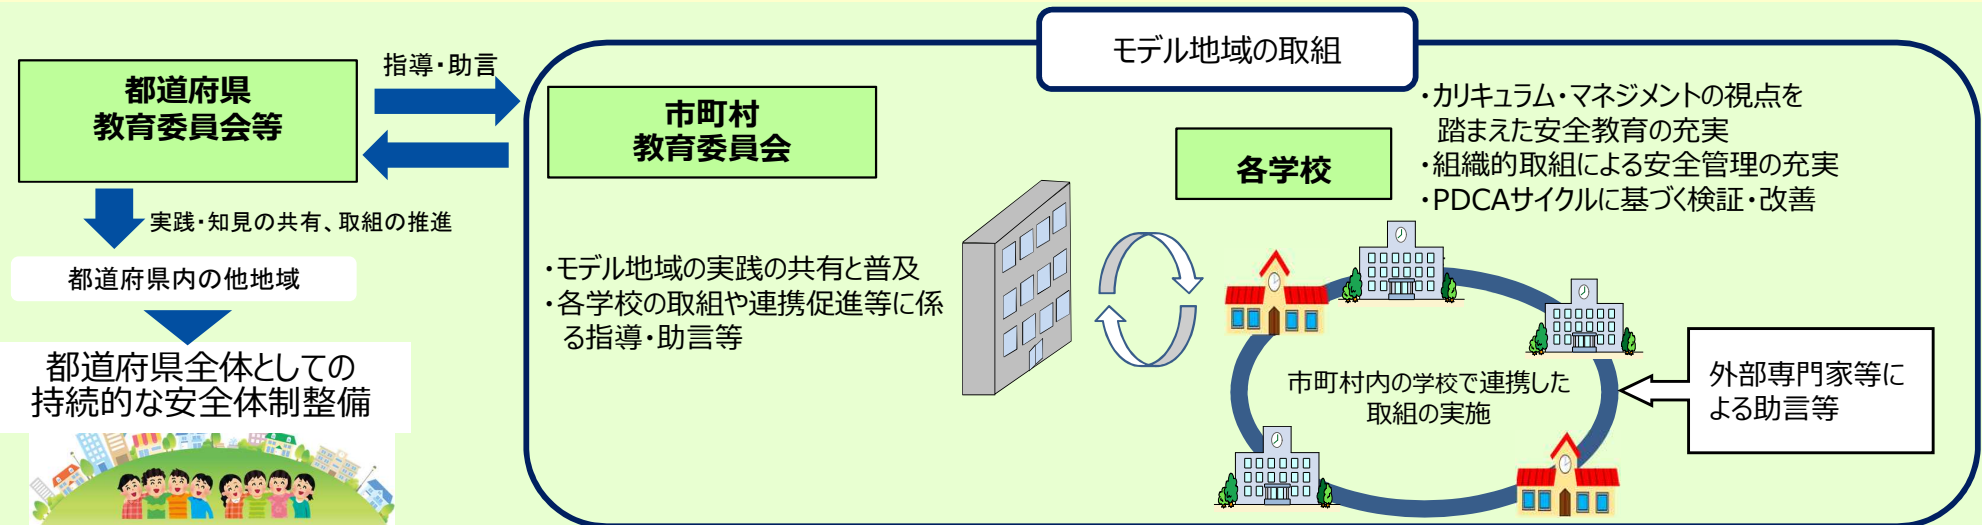 モデル地域の取組
都道府県
教育委員会等
指導・助言
市町村
教育委員会
実践・知見の共有、取組の推進
都道府県内の他地域
都道府県全体としての
持続的な安全体制整備
・モデル地域の実践の共有と普及
・各学校の取組や連携促進等に係
る指導・助言等
各学校
・カリキュラム・マネジメントの視点を
踏まえた安全教育の充実
・組織的取組による安全管理の充実
・PDCAサイクルに基づく検証・改善
市町村内の学校で連携した
取組の実施
外部専門家等に
よる助言等